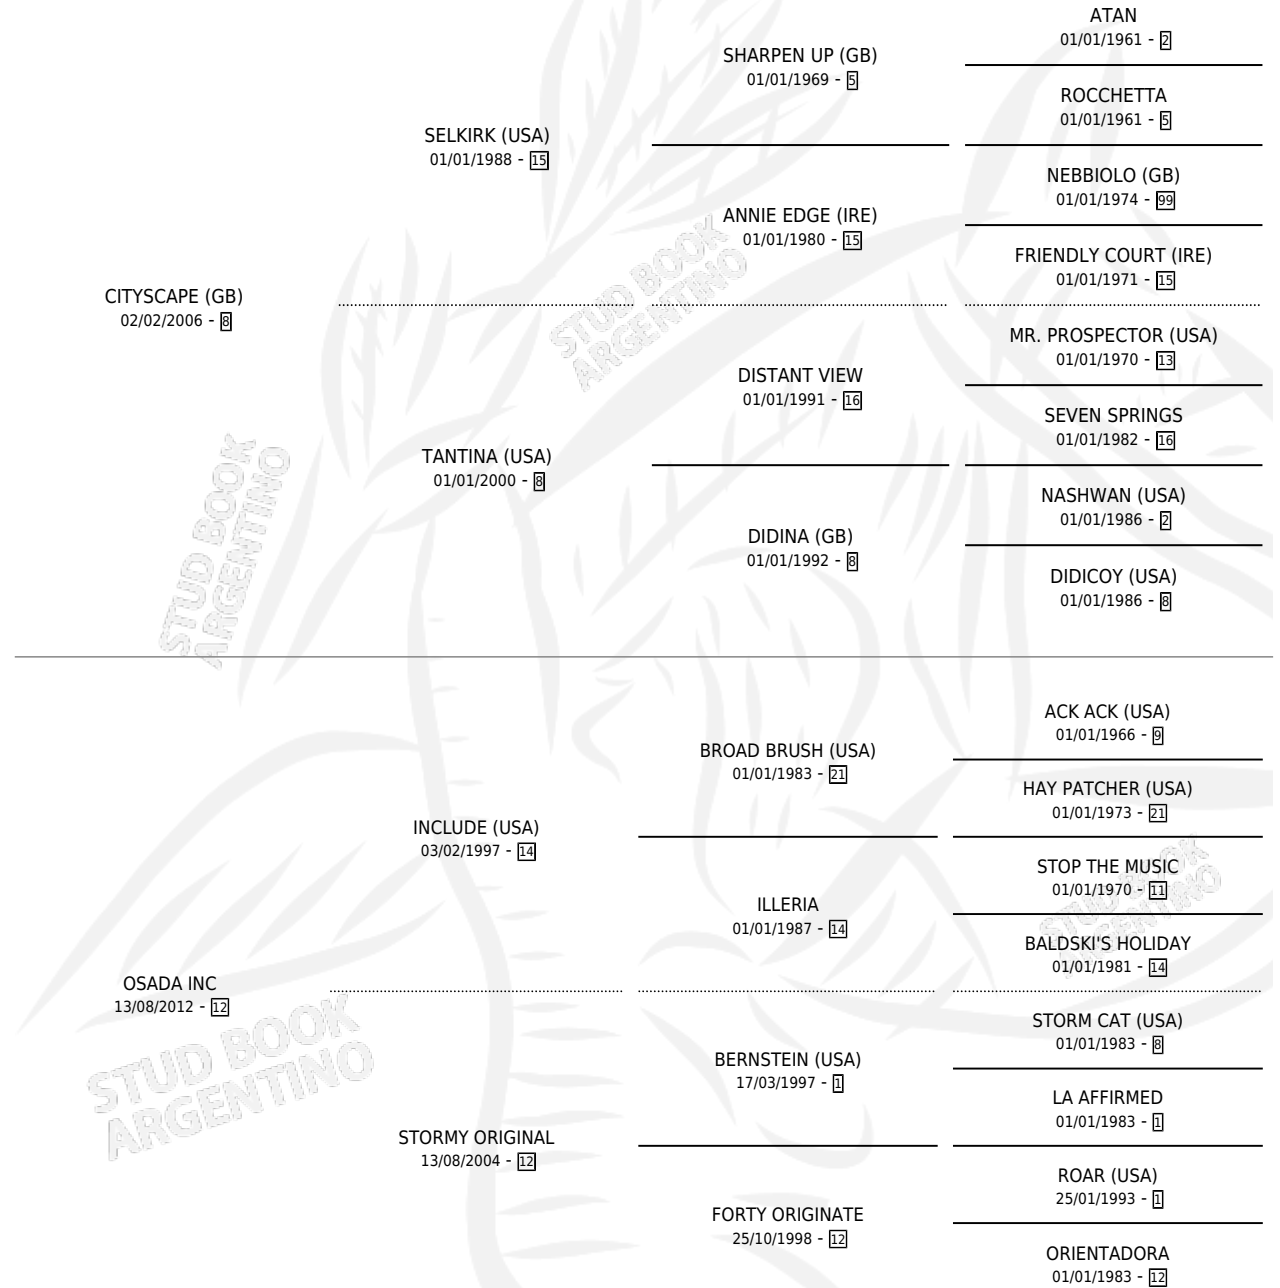 ATAN
01/01/1961 - 2
SHARPEN UP (GB)
01/01/1969 - 5
ROCCHETTA
01/01/1961 - 5
SELKIRK (USA)
01/01/1988 - 15
NEBBIOLO (GB)
01/01/1974 - 99
ANNIE EDGE (IRE)
01/01/1980 - 15
FRIENDLY COURT (IRE)
01/01/1971 - 15
CITYSCAPE (GB)
02/02/2006 - 8
STUD BOOK
ARGENTINO
MR. PROSPECTOR (USA)
01/01/1970 - 13
DISTANT VIEW
01/01/1991 - 16
SEVEN SPRINGS
01/01/1982 - 16
TANTINA (USA)
01/01/2000 - 8
NASHWAN (USA)
01/01/1986 - 2
DIDINA (GB)
01/01/1992 - 8
DIDICOY (USA)
01/01/1986 - 8
STUD BOOK
ARGENTINO
ACK ACK (USA)
01/01/1966 - 9
BROAD BRUSH (USA)
01/01/1983 - 21
HAY PATCHER (USA)
01/01/1973 - 21
INCLUDE (USA)
03/02/1997 - 14
STOP THE MUSIC
01/01/1970 - 11
ILLERIA
01/01/1987 - 14
BALDSKI'S HOLIDAY
01/01/1981 - 14
STUD BOOK
ARGENTINO
OSADA INC
13/08/2012 - 12
STUD BOOK
ARGENTINO
STORM CAT (USA)
01/01/1983 - 8
BERNSTEIN (USA)
17/03/1997 - 1
LA AFFIRMED
01/01/1983 - 1
STORMY ORIGINAL
13/08/2004 - 12
ROAR (USA)
25/01/1993 - 1
FORTY ORIGINATE
25/10/1998 - 12
ORIENTADORA
01/01/1983 - 12